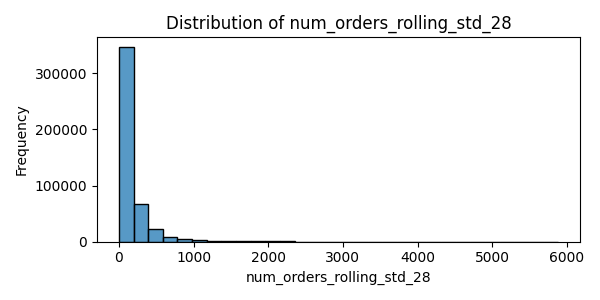 Distribution of num_orders_rolling_std_28
Frequency
300000
200000
100000
0
0 1000 2000 3000 4000 5000 6000
num_orders_rolling_std_28